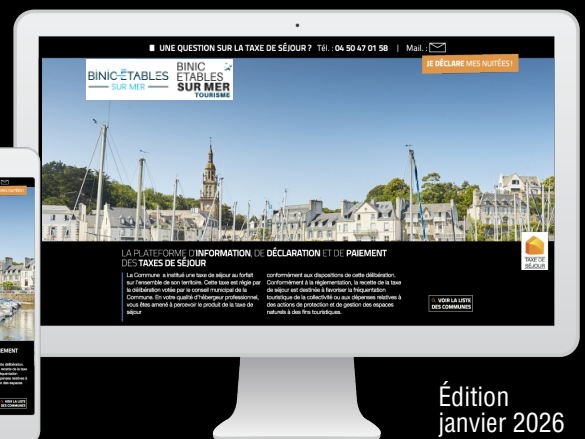 UNE QUESTION SUR LA TAXE DE SÉJOUR ? Tél. : 04 50 47 01 58 | Mail. :
JE DÉCLARE MES NUITÉES !
BINIC-ÉTABLES
SUR MER
BINIC
ETABLES
SUR MER
TOURISME
LA PLATEFORME D'INFORMATION, DE DÉCLARATION ET DE PAIEMENT
DES TAXES DE SÉJOUR
La Commune a institué une taxe de séjour au forfait
sur l'ensemble de son territoire. Cette taxe est régie par
la délibération votée par le conseil municipal de la
Commune. En votre qualité d'hébergeur professionnel,
vous êtes amené à percevoir le produit de la taxe de
séjour
conformément aux dispositions de cette délibération.
Conformément à la réglementation, la recette de la taxe
de séjour est destinée à favoriser la fréquentation
touristique de la collectivité ou aux dépenses relatives à
des actions de protection et de gestion des espaces
naturels à des fins touristiques.
TAXE DE
SÉJOUR
VOIR LA LISTE
DES COMMUNES
EMENT
VOIR LA LISTE
DES COMMUNES
Édition
janvier 2026